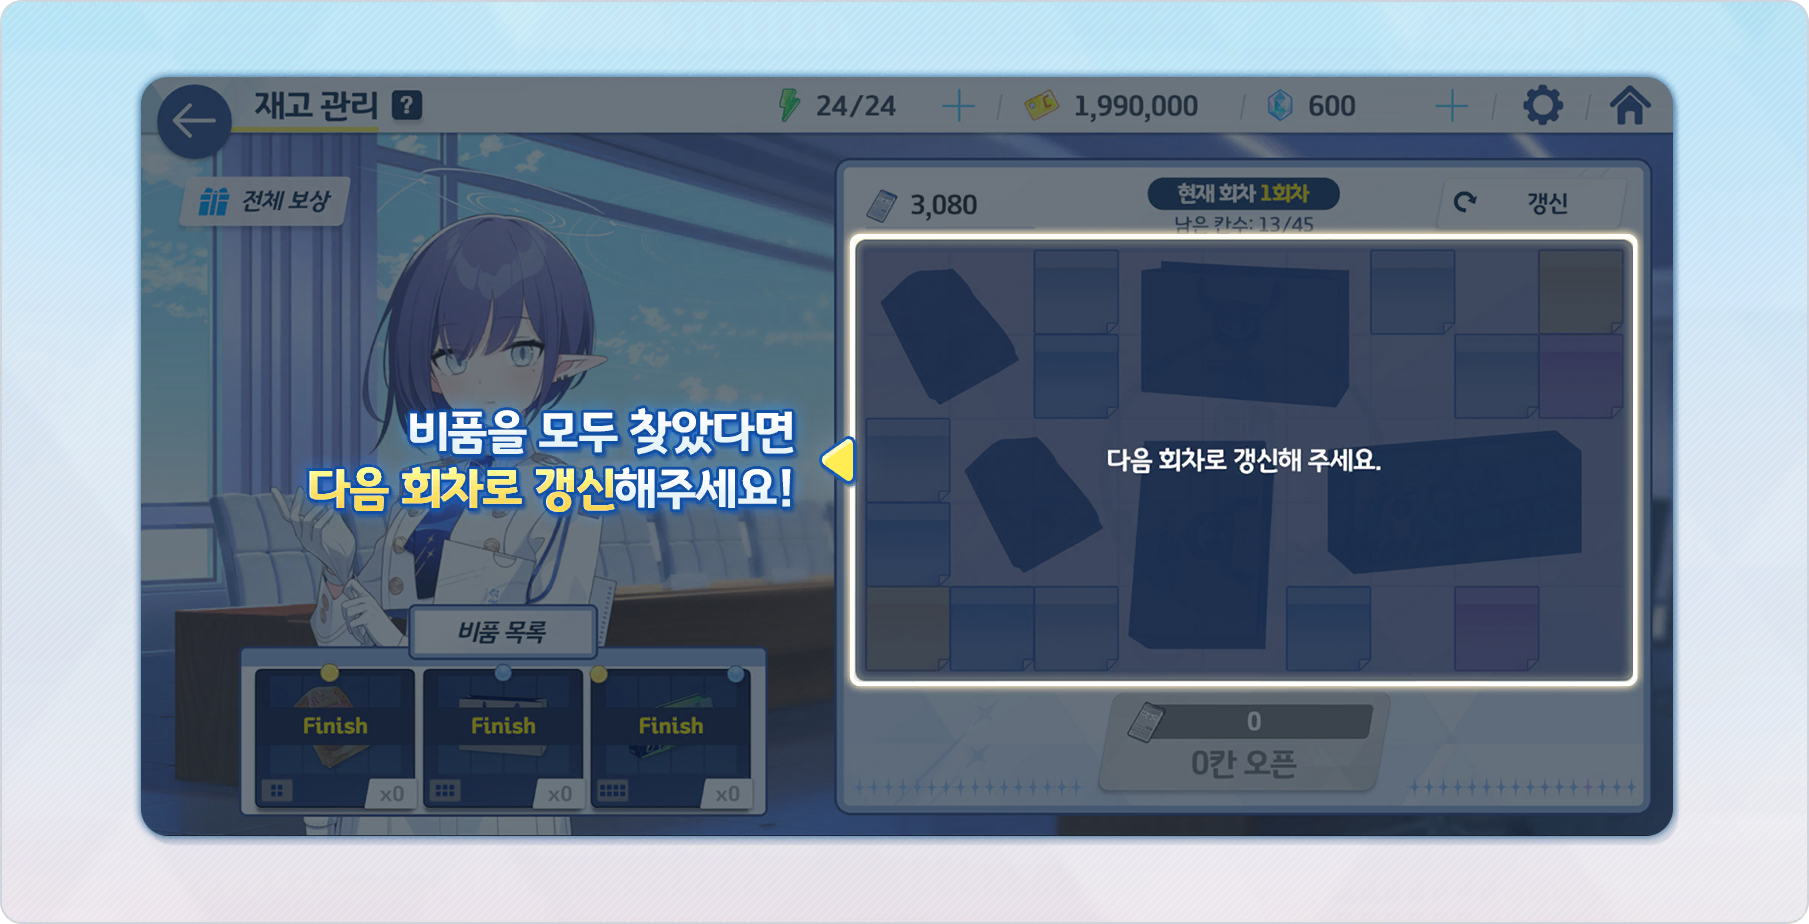 재고 관리 ?
24/24
1,990,000
600
전체 보상
3,080
현재 회차 1회차
남은 칸수: 13/45
갱신
비품을 모두 찾았다면
다음 회차로 갱신해주세요!
다음 회차로 갱신해 주세요.
비품 목록
Finish
x0
Finish
x0
Finish
x0
0
0칸 오픈